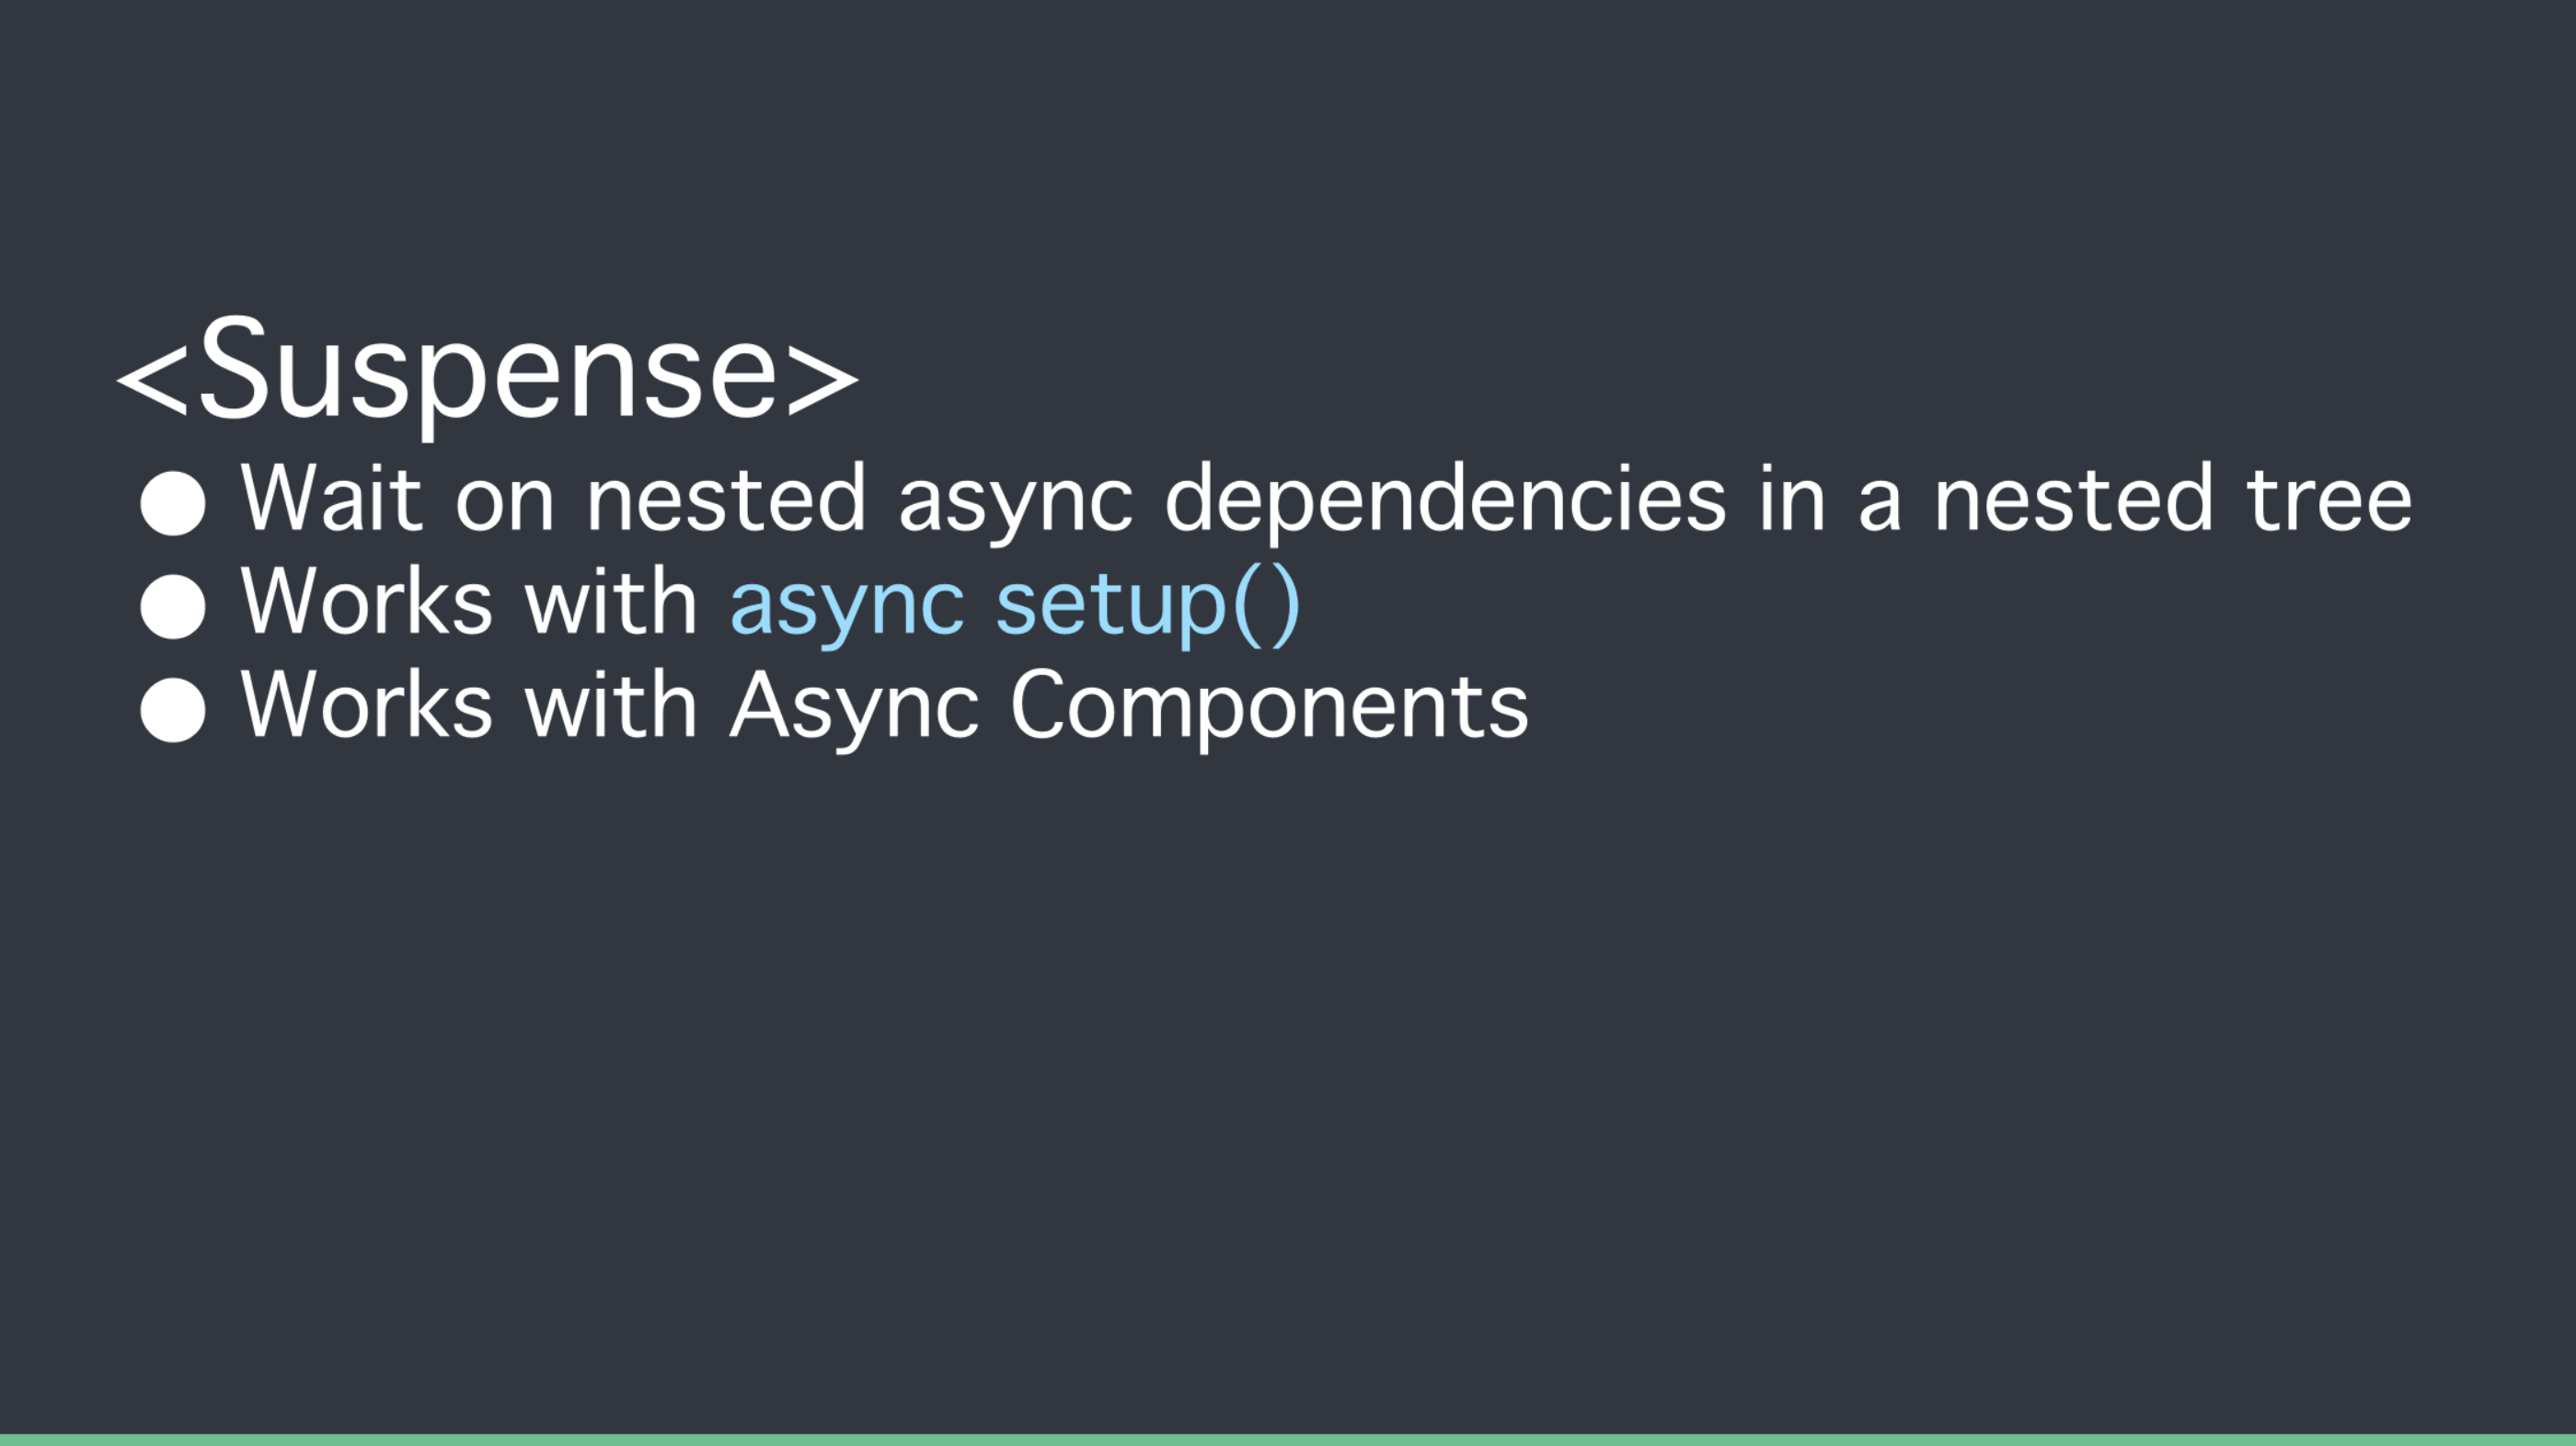 <Suspense>
● Wait on nested async dependencies in a nested tree
● Works with async setup()
● Works with Async Components